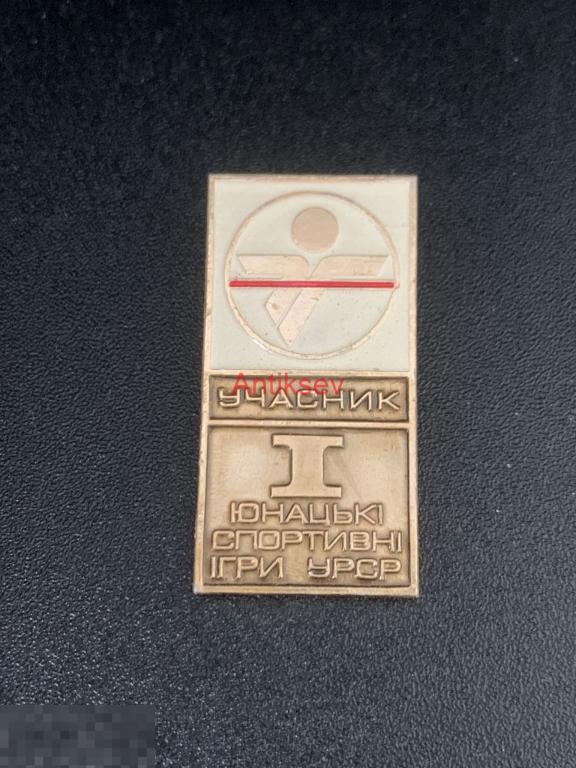 Antiksev
УЧАСНИК
I
ЮНАЦЬКІ
СПОРТИВНІ
ІГРИ УРСР